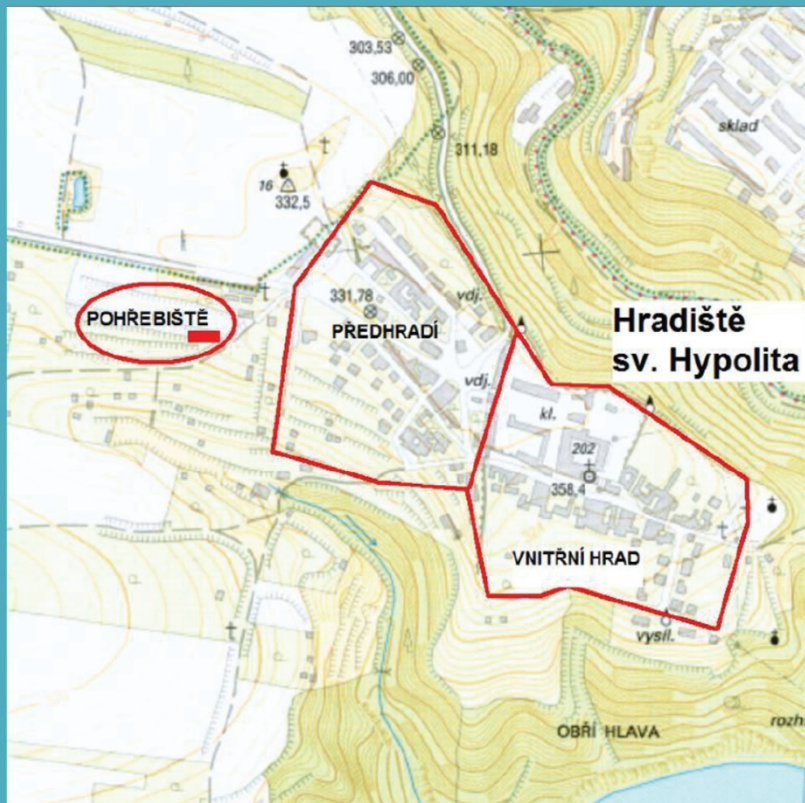 303,53
306,00
311,18
sklad
16
332,5
331,78
vdj.
POHŘEBIŠTĚ
PŘEDHRADÍ
Hradiště
sv. Hypolita
vdj.
kl.
202
358,4
VNITŘNÍ HRAD
vysíl.
OBŘÍ HLAVA
rozh